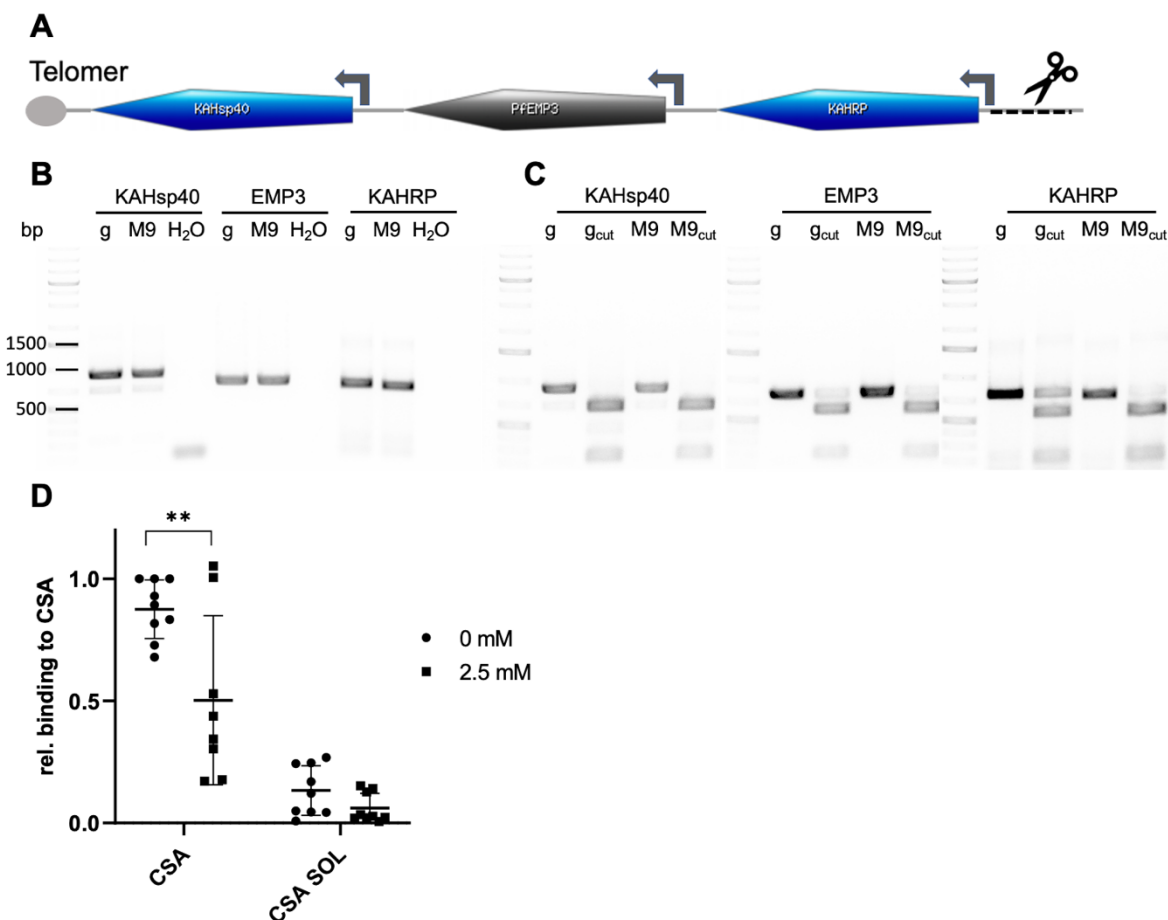 A
Telomer
KAHsp40
PfEMP3
KAHRP
B
KAHsp40 EMP3 KAHRP
bp g M9 H₂O g M9 H₂O g M9 H₂O
1500
1000
500
C
KAHsp40 EMP3 KAHRP
g gcut M9 M9cut g gcut M9 M9cut g gcut M9 M9cut
D
**
rel. binding to CSA
1.0
0.5
0.0
0 mM
2.5 mM
CSA
CSA SOL